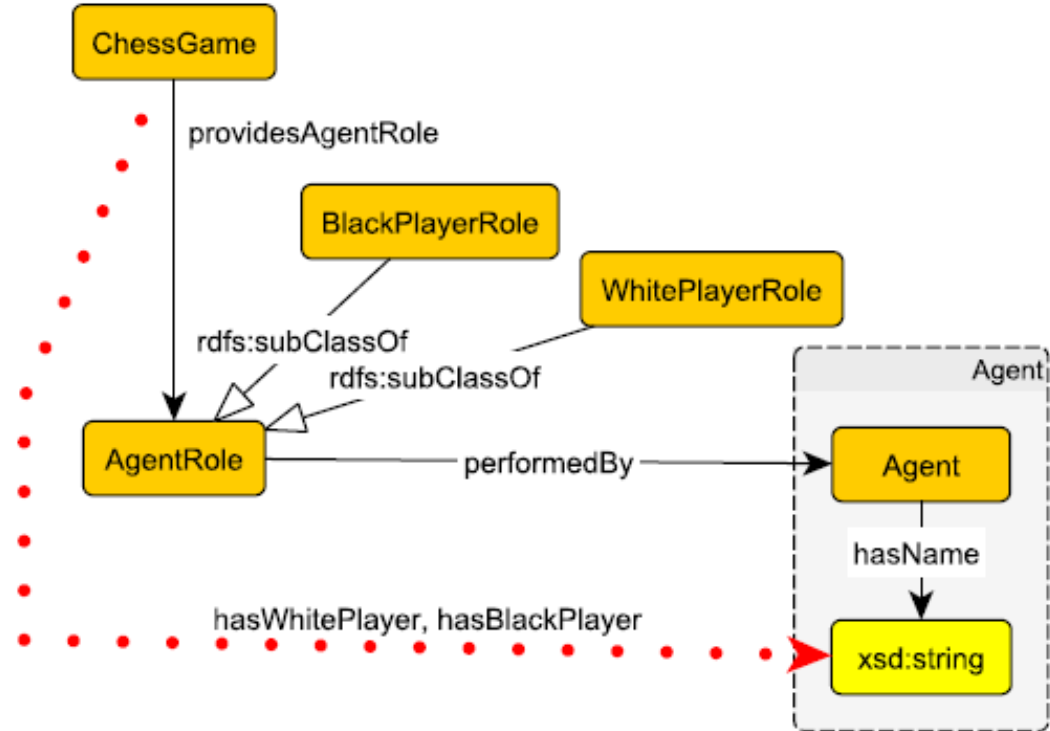 ChessGame
providesAgentRole
BlackPlayerRole
WhitePlayerRole
rdfs:subClassOf
rdfs:subClassOf
Agent
AgentRole
performedBy
Agent
hasName
hasWhitePlayer, hasBlackPlayer
xsd:string